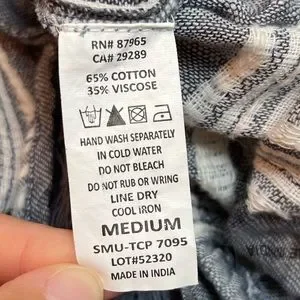 RN# 87965
CA# 29289
65% COTTON
35% VISCOSE
HAND WASH SEPARATELY
IN COLD WATER
DO NOT BLEACH
DO NOT RUB OR WRING
LINE DRY
COOL IRON
MEDIUM
SMU-TCP 7095
LOT#52320
MADE IN INDIA